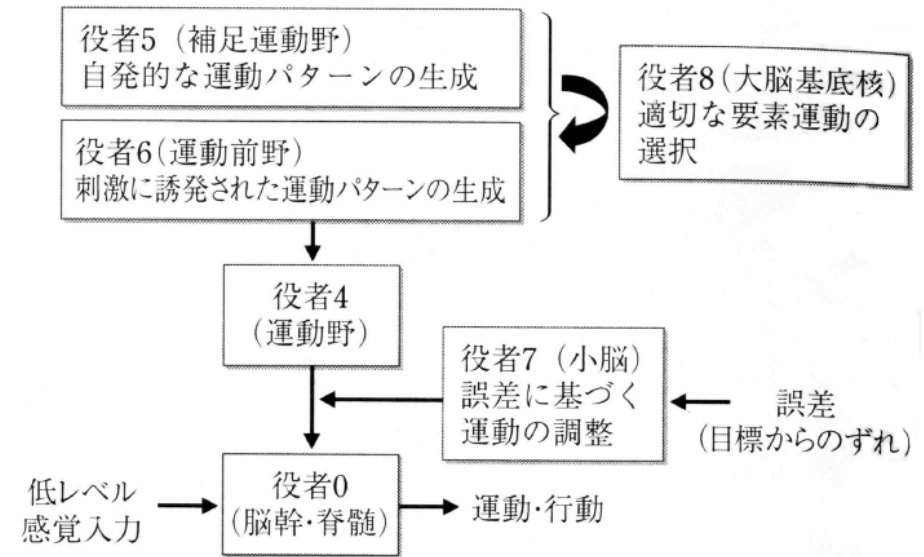 役者5（補足運動野）
自発的な運動パターンの生成
役者6（運動前野）
刺激に誘発された運動パターンの生成
役者8（大脳基底核）
適切な要素運動の
選択
役者4
（運動野）
役者7（小脳）
誤差に基づく
運動の調整
誤差
（目標からのずれ）
低レベル
感覚入力
役者0
（脳幹・脊髄）
運動・行動